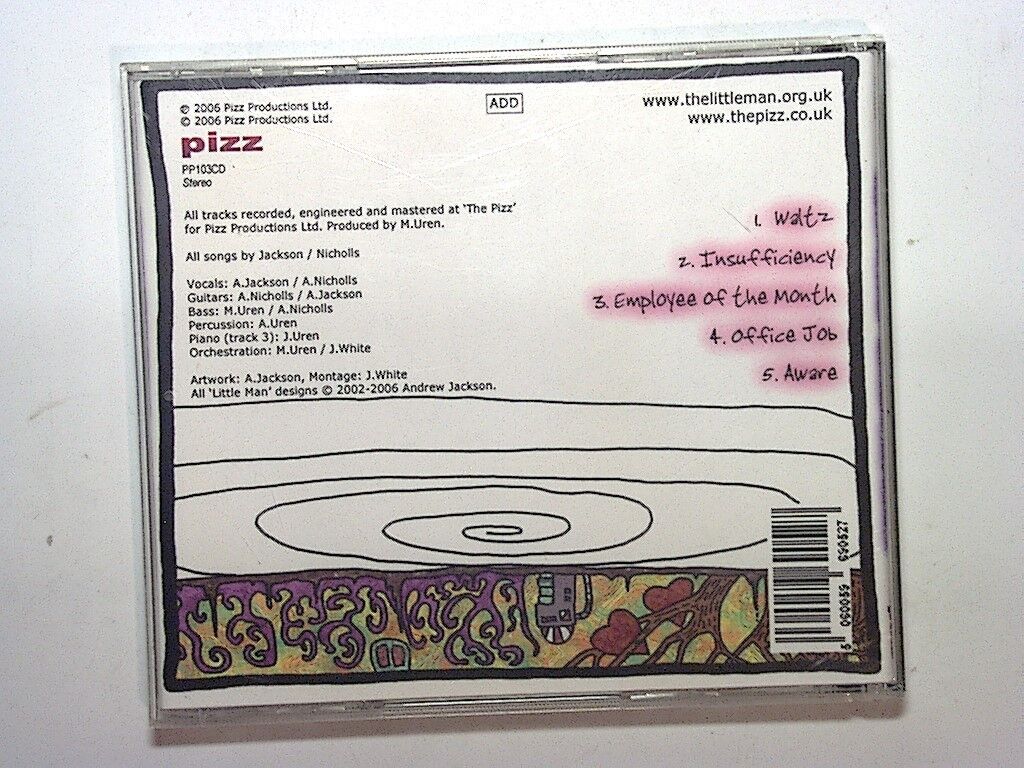 ℗ 2006 Pizz Productions Ltd.
© 2006 Pizz Productions Ltd.
pizz
PP103CD
Stereo
ADD
www.thelittleman.org.uk
www.thepizz.co.uk
All tracks recorded, engineered and mastered at 'The Pizz'
for Pizz Productions Ltd. Produced by M.Uren.
All songs by Jackson / Nicholls
Vocals: A.Jackson / A.Nicholls
Guitars: A.Nicholls / A.Jackson
Bass: M.Uren / A.Nicholls
Percussion: A.Uren
Piano (track 3): J.Uren
Orchestration: M.Uren / J.White
Artwork: A.Jackson, Montage: J.White
All 'Little Man' designs © 2002-2006 Andrew Jackson.
1. Waltz
2. Insufficiency
3. Employee of the Month
4. Office Job
5. Aware
5 060059 690527